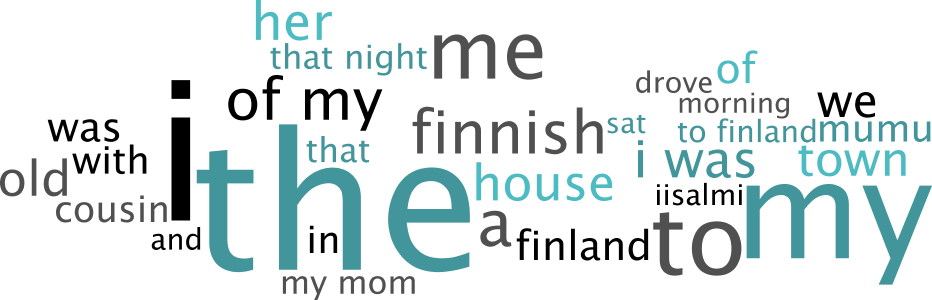 her
that night
me
of
drove
morning
we
i
of my
was
finnish
sat
to finland
mumu
with
that
i was
town
old
the
house
iisalmi
my
cousin
a
to
and
in
finland
my mom